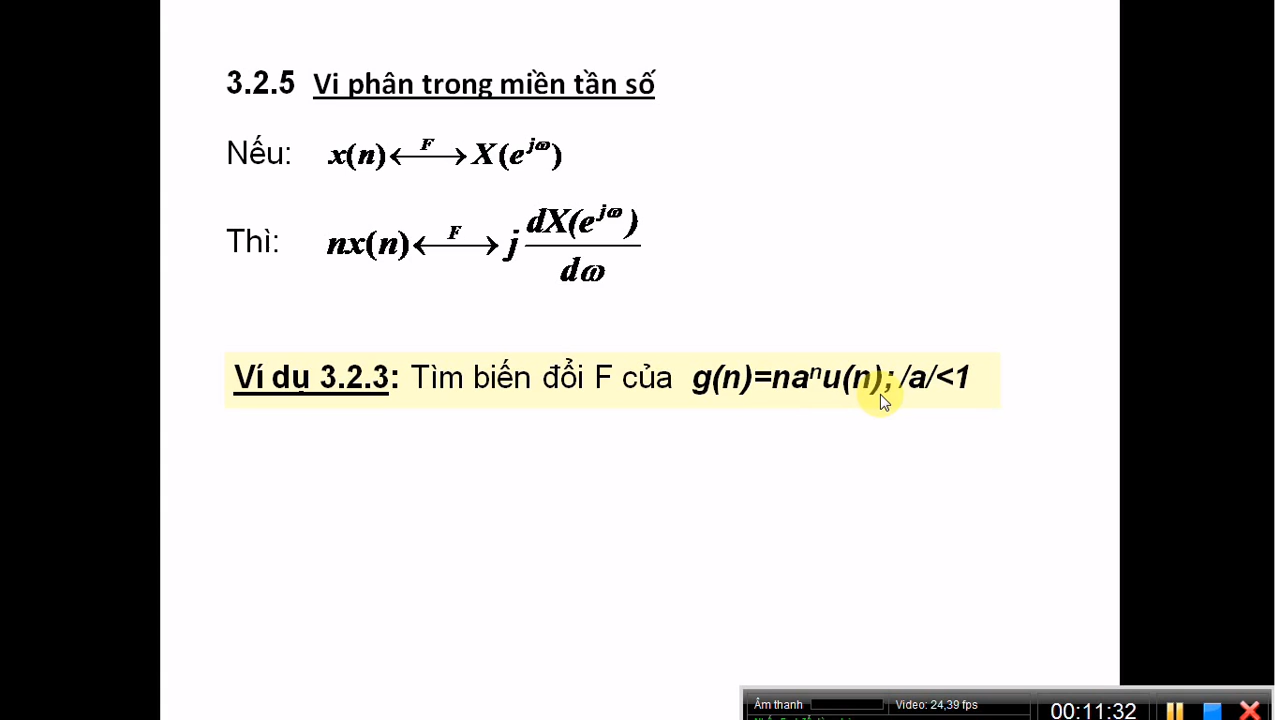 3.2.5 Vi phân trong miền tần số
Nếu: x(n) ⟷F X(e^{jω})
Thì: nx(n) ⟷F j dX(e^{jω}) / dω
Ví dụ 3.2.3: Tìm biến đổi F của g(n)=naⁿu(n); /a/<1
Âm thanh Video: 24,39 fps
00:11:32